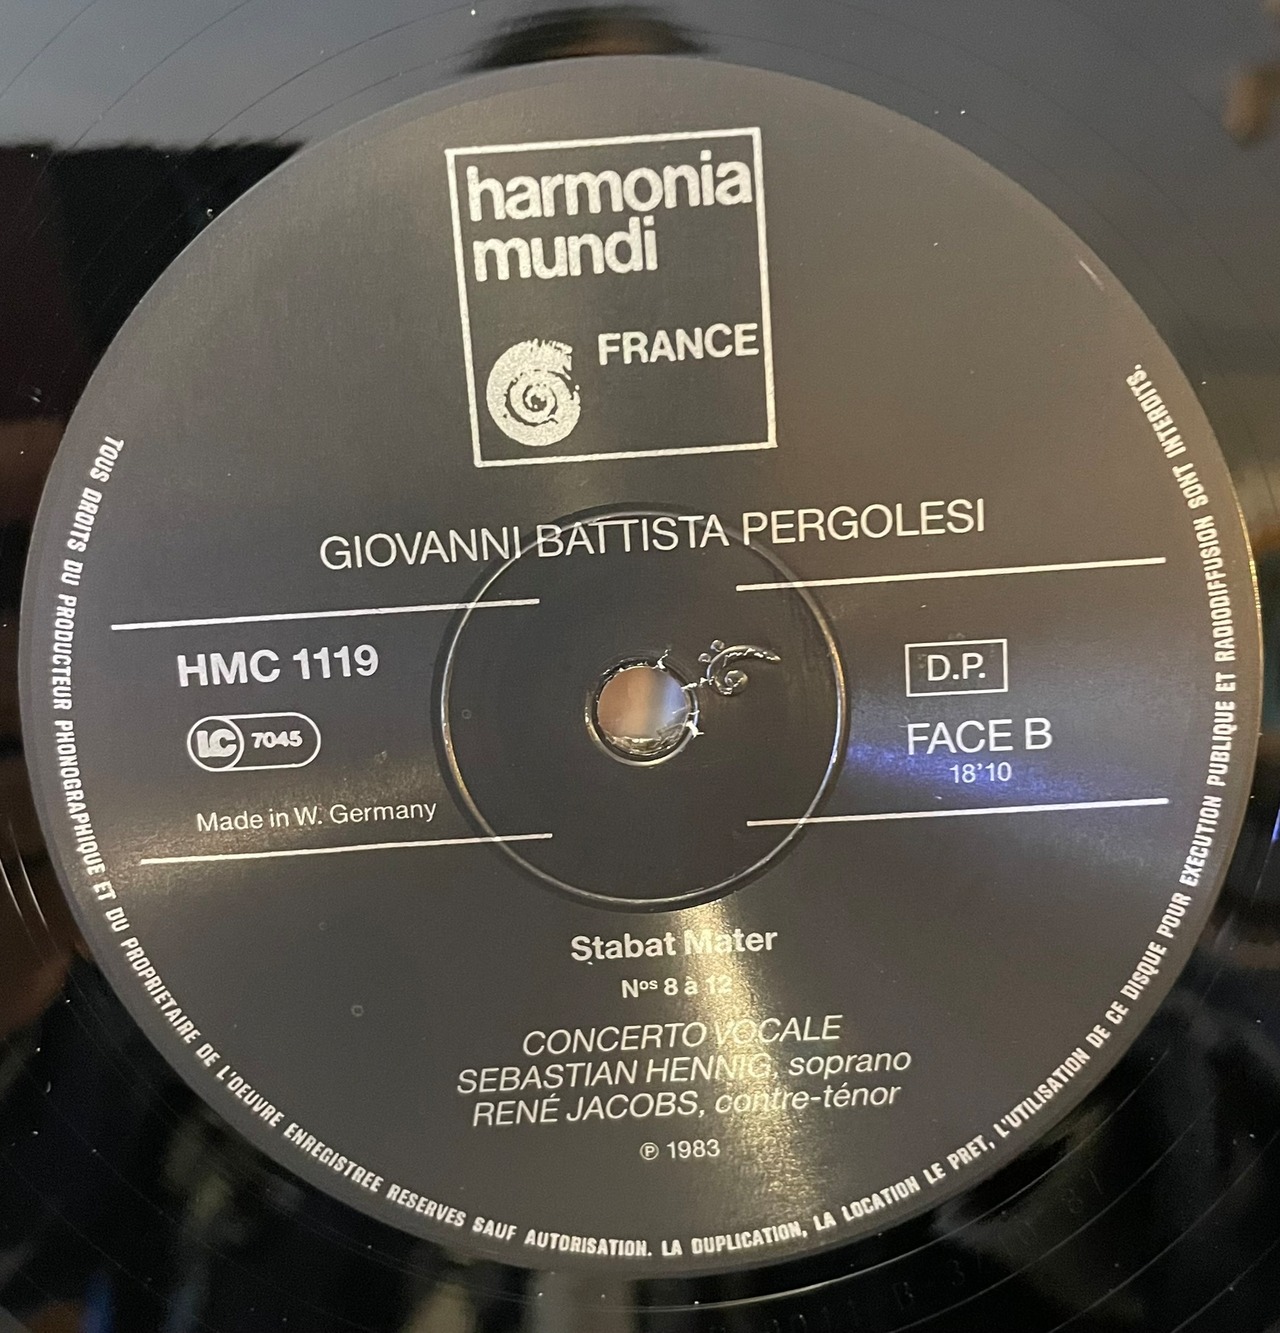 harmonia
mundi
FRANCE
GIOVANNI BATTISTA PERGOLESI
HMC 1119
LC 7045
Made in W. Germany
D.P.
FACE B
18'10
Stabat Mater
Nos 8 à 12
CONCERTO VOCALE
SEBASTIAN HENNIG, soprano
RENÉ JACOBS, contre-ténor
℗ 1983
TOUS DROITS DU PRODUCTEUR PHONOGRAPHIQUE ET DU PROPRIETAIRE DE L'OEUVRE ENREGISTREE RESERVES SAUF AUTORISATION. LA DUPLICATION, LA LOCATION LE PRET, L'UTILISATION DE CE DISQUE POUR EXECUTION PUBLIQUE ET RADIODIFFUSION SONT INTERDITS.